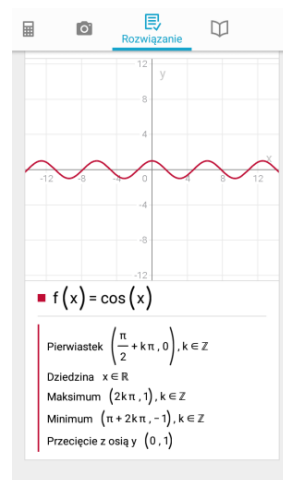 Rozwiązanie
12
y
8
4
x
-12 -8 -4 0 4 8 12
-4
-8
-12
f(x) = cos(x)
Pierwiastek (π/2 + kπ, 0), k ∈ ℤ
Dziedzina x ∈ ℝ
Maksimum (2kπ, 1), k ∈ ℤ
Minimum (π + 2kπ, -1), k ∈ ℤ
Przecięcie z osią y (0, 1)